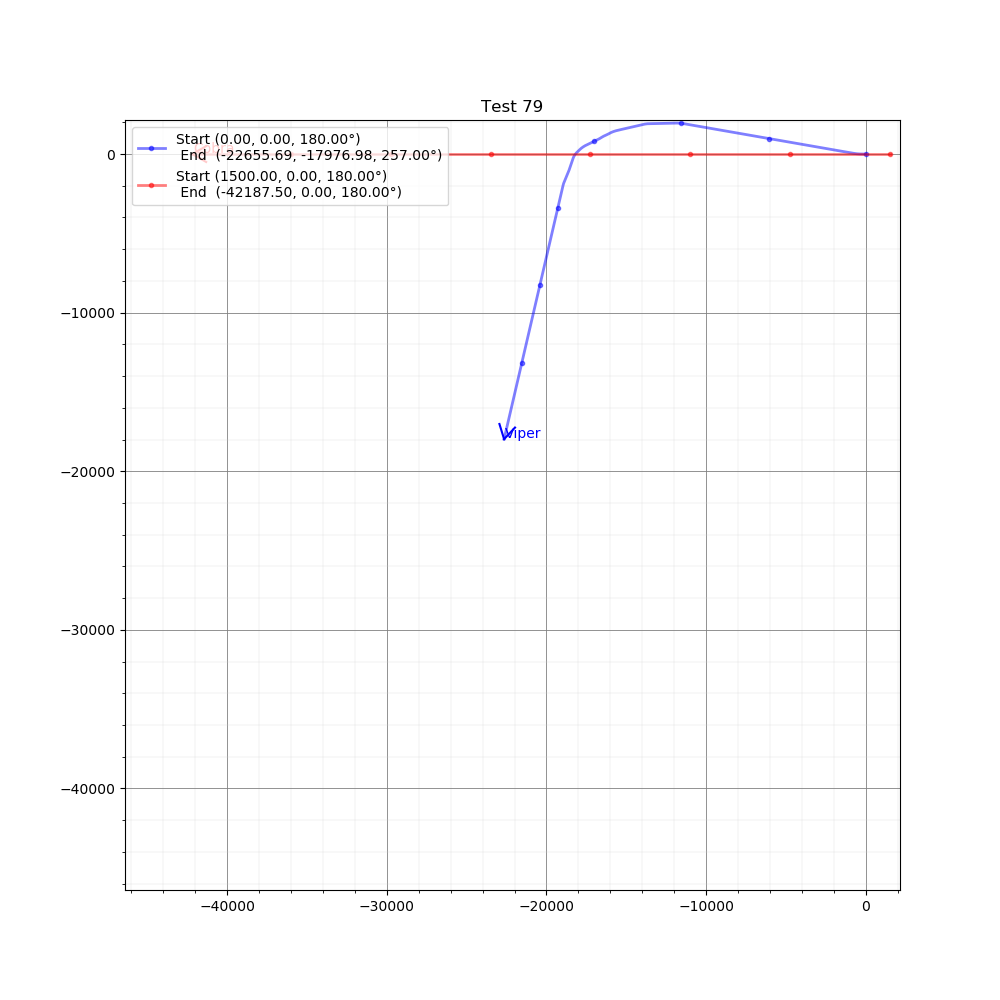 Test 79
Start (0.00, 0.00, 180.00°)
End (-22655.69, -17976.98, 257.00°)
Start (1500.00, 0.00, 180.00°)
End (-42187.50, 0.00, 180.00°)
0
−10000
−20000
−30000
−40000
Viper
−40000
−30000
−20000
−10000
0